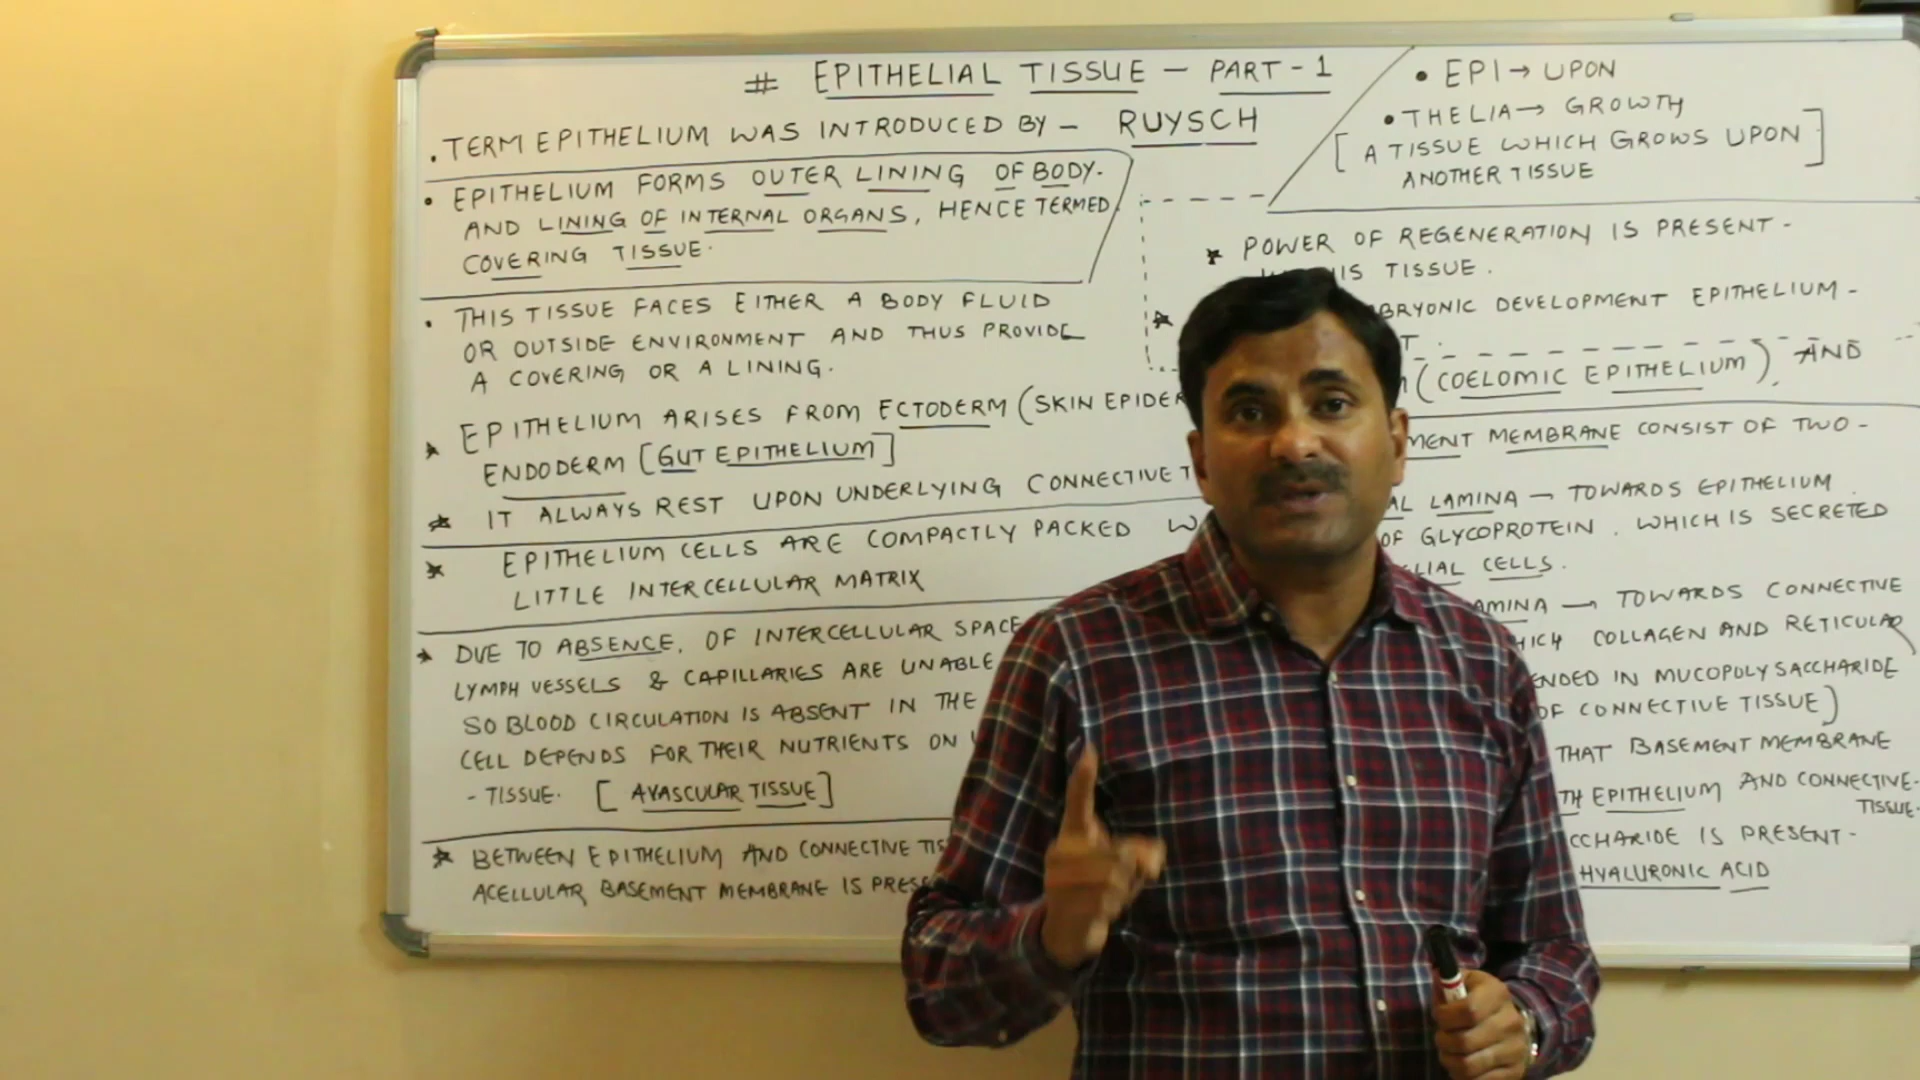 # EPITHELIAL TISSUE - PART - 1
. TERM EPITHELIUM WAS INTRODUCED BY - RUYSCH
• EPITHELIUM FORMS OUTER LINING OF BODY.
AND LINING OF INTERNAL ORGANS, HENCE TERMED
COVERING TISSUE.
• THIS TISSUE FACES EITHER A BODY FLUID
OR OUTSIDE ENVIRONMENT AND THUS PROVIDE
A COVERING OR A LINING.
★ EPITHELIUM ARISES FROM ECTODERM (SKIN
ENDODERM [GUT EPITHELIUM]
★ IT ALWAYS REST UPON UNDERLYING CONNECTIVE
★ EPITHELIUM CELLS ARE COMPACTLY PACKED
LITTLE INTERCELLULAR MATRIX
★ DUE TO ABSENCE. OF INTERCELLULAR SPACE
LYMPH VESSELS & CAPILLARIES ARE UNABLE
SO BLOOD CIRCULATION IS ABSENT IN THE
CELL DEPENDS FOR THEIR NUTRIENTS ON
- TISSUE. [AVASCULAR TISSUE]
★ BETWEEN EPITHELIUM AND CONNECTIVE
ACELLULAR BASEMENT MEMBRANE IS
• EPI → UPON
• THELIA → GROWTH
[A TISSUE WHICH GROWS UPON]
ANOTHER TISSUE
★ POWER OF REGENERATION IS PRESENT -
TISSUE.
★ DEVELOPMENT EPITHELIUM -
(COELOMIC EPITHELIUM), AND
MEMBRANE CONSIST OF TWO -
LAMINA → TOWARDS EPITHELIUM
OF GLYCOPROTEIN. WHICH IS SECRETED
CELLS.
→ TOWARDS CONNECTIVE
COLLAGEN AND RETICULAR
IN MUCOPOLYSACCHARIDE
OF CONNECTIVE TISSUE)
THAT BASEMENT MEMBRANE
EPITHELIUM AND CONNECTIVE-
TISSUE.
IS PRESENT -
HYALURONIC ACID